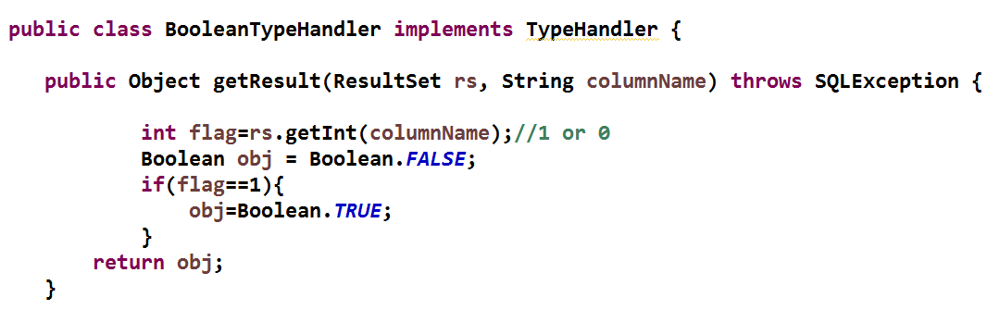 public class BooleanTypeHandler implements TypeHandler {
public Object getResult(ResultSet rs, String columnName) throws SQLException {
int flag=rs.getInt(columnName);//1 or 0
Boolean obj = Boolean.FALSE;
if(flag==1){
obj=Boolean.TRUE;
}
return obj;
}